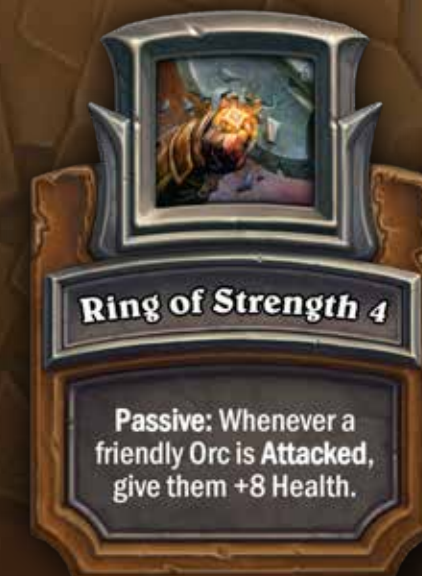 Ring of Strength 4
Passive: Whenever a
friendly Orc is Attacked,
give them +8 Health.